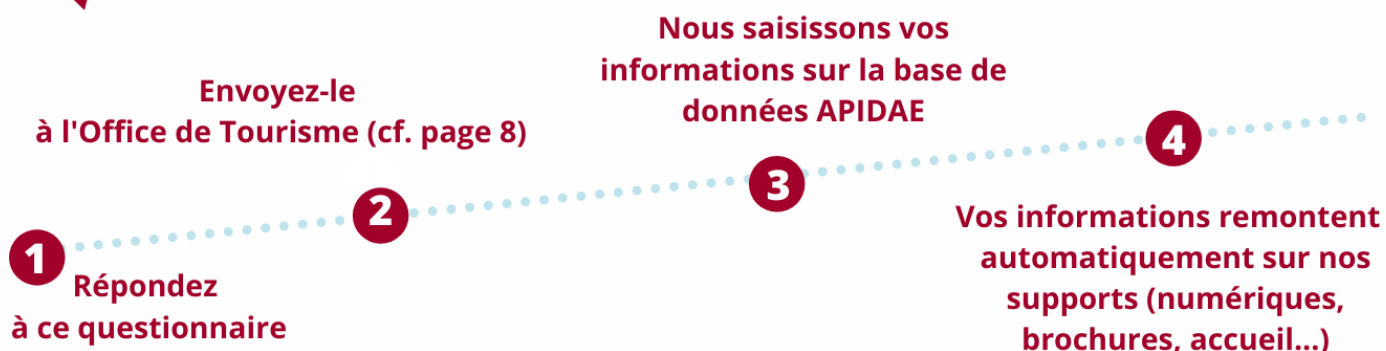 1
Répondez
à ce questionnaire
Envoyez-le
à l'Office de Tourisme (cf. page 8)
2
Nous saisissons vos
informations sur la base de
données APIDAE
3
4
Vos informations remontent
automatiquement sur nos
supports (numériques,
brochures, accueil...)